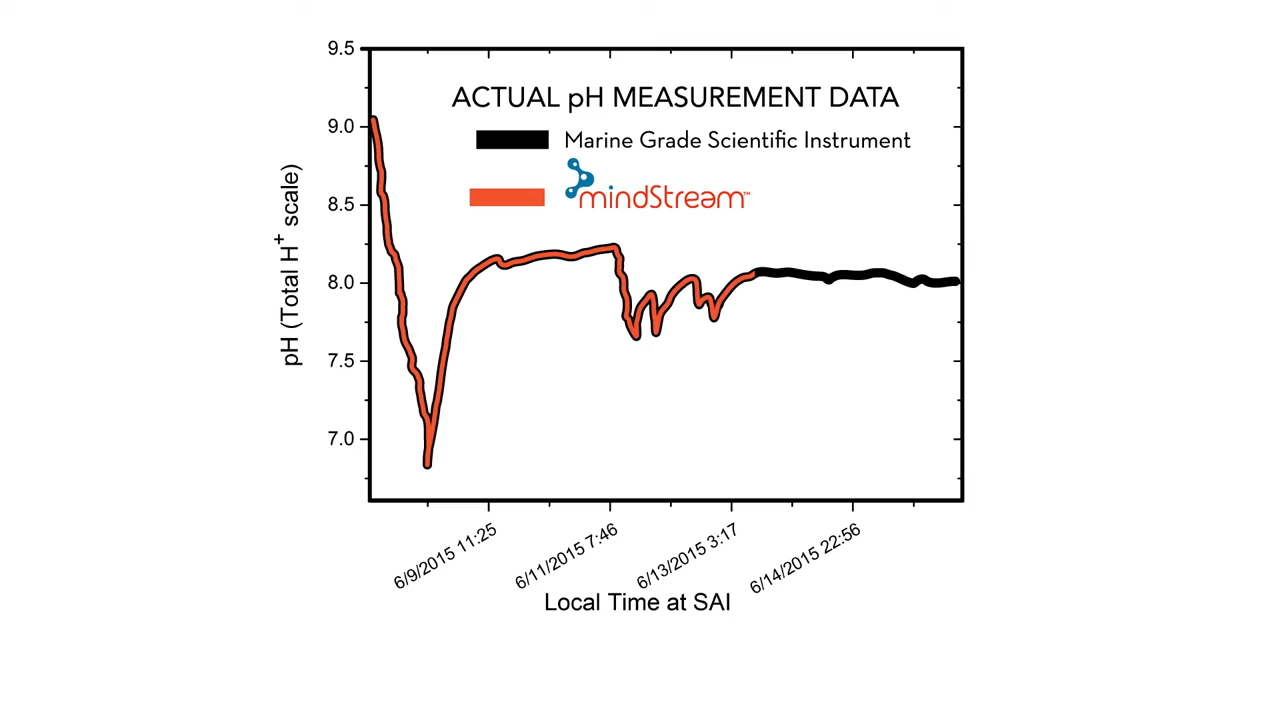 9.5
ACTUAL pH MEASUREMENT DATA
9.0
Marine Grade Scientific Instrument
mindStream™
8.5
8.0
7.5
7.0
pH (Total H⁺ scale)
6/9/2015 11:25
6/11/2015 7:46
6/13/2015 3:17
6/14/2015 22:56
Local Time at SAI